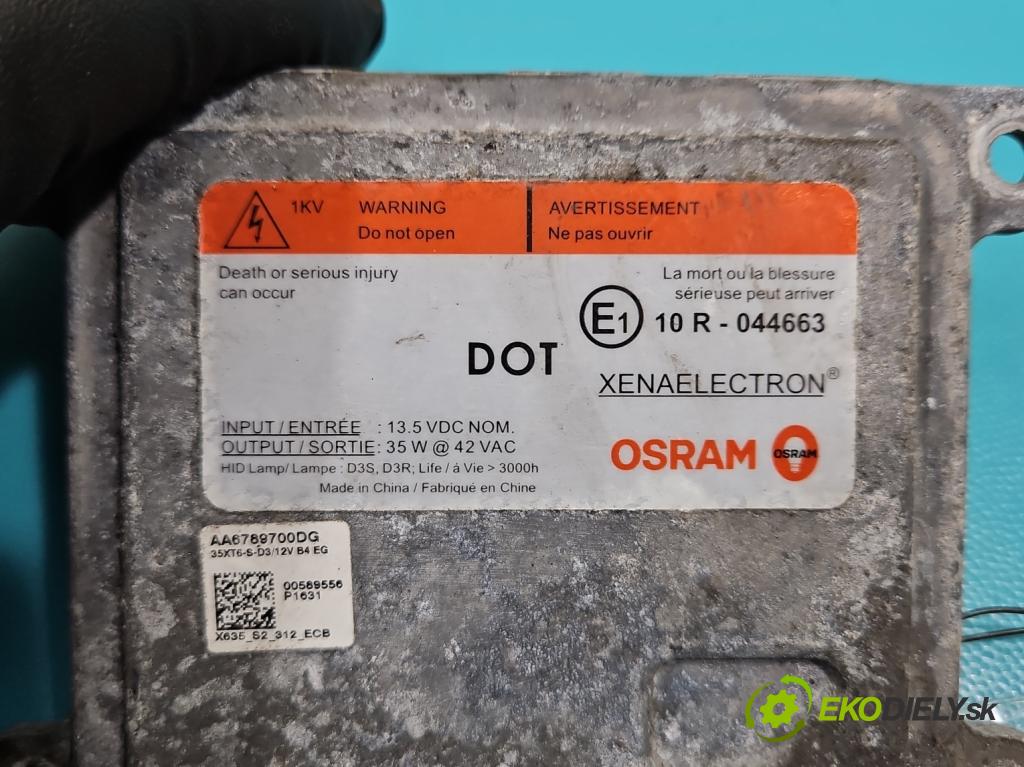 1KV WARNING AVERTISSEMENT
Do not open Ne pas ouvrir
Death or serious injury
can occur
La mort ou la blessure
sérieuse peut arriver
E1 10 R - 044663
DOT
XENAELECTRON®
INPUT / ENTRÉE : 13.5 VDC NOM.
OUTPUT / SORTIE : 35 W @ 42 VAC
HID Lamp/ Lampe : D3S, D3R; Life / á Vie > 3000h
Made in China / Fabriqué en Chine
OSRAM OSRAM
AA6789700DG
35XT6-S-D3/12V B4 EG
00589556
P1631
X635_S2_312_ECB
EKODIELY.sk